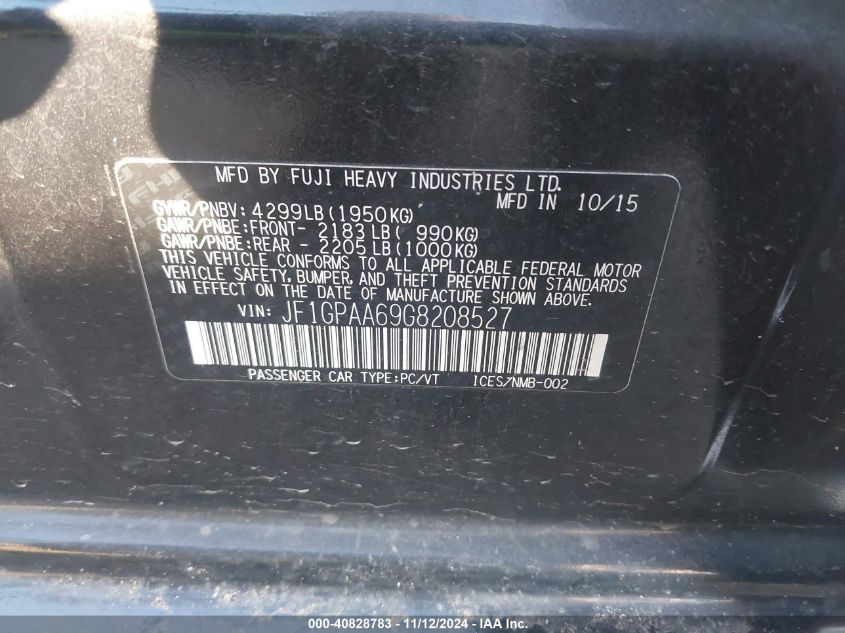 MFD BY FUJI HEAVY INDUSTRIES LTD.
MFD IN 10/15
GVWR/PNBV: 4299LB(1950KG)
GAWR/PNBE:FRONT- 2183LB( 990KG)
GAWR/PNBE:REAR - 2205LB(1000KG)
THIS VEHICLE CONFORMS TO ALL APPLICABLE FEDERAL MOTOR
VEHICLE SAFETY, BUMPER, AND THEFT PREVENTION STANDARDS
IN EFFECT ON THE DATE OF MANUFACTURE SHOWN ABOVE.
VIN: JF1GPAA69G8208527
PASSENGER CAR TYPE:PC/VT ICES/NMB-002
000-40828783 - 11/12/2024 - IAA Inc.